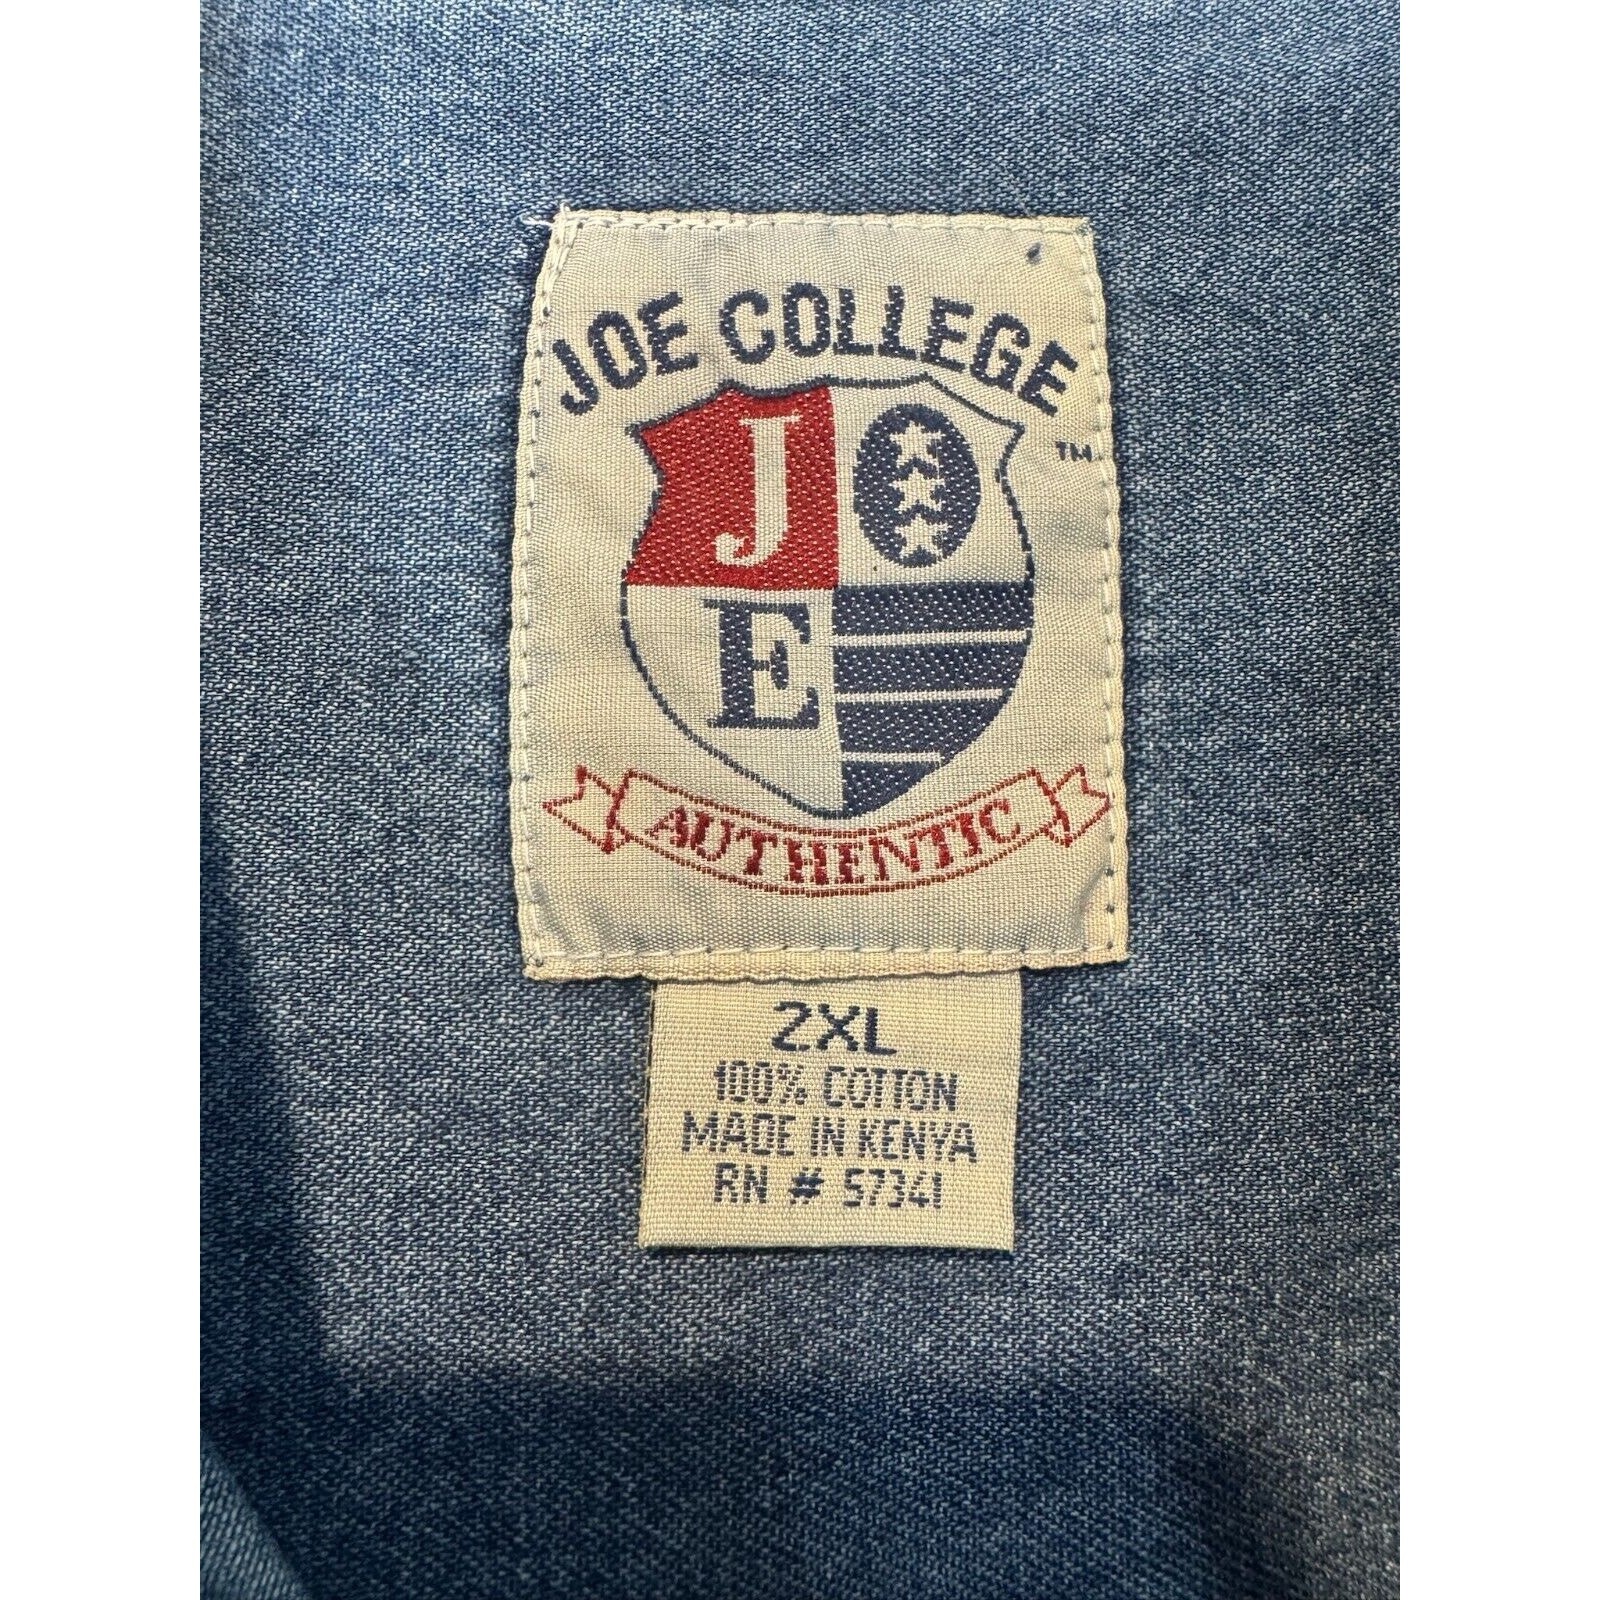 JOE COLLEGE
TM
J
E
AUTHENTIC
2XL
100% COTTON
MADE IN KENYA
RN # 57341